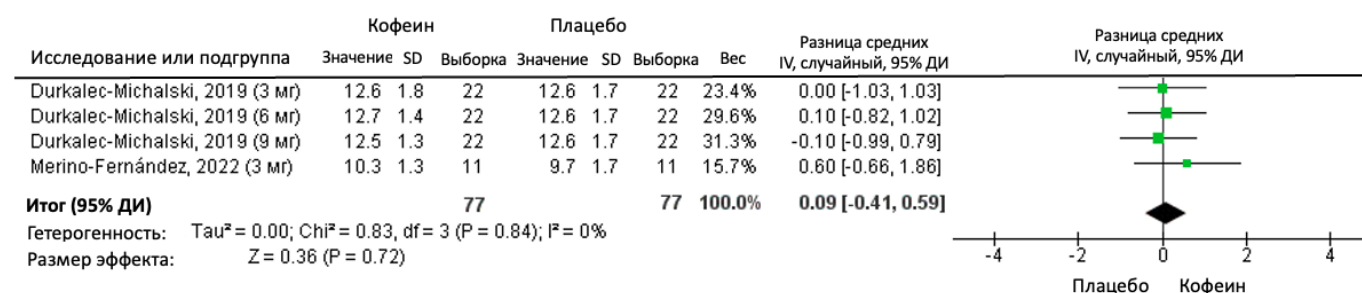 Кофеин Плацебо
Исследование или подгруппа Значение SD Выборка Значение SD Выборка Вес Разница средних IV, случайный, 95% ДИ Разница средних IV, случайный, 95% ДИ
Durkalec-Michalski, 2019 (3 мг) 12.6 1.8 22 12.6 1.7 22 23.4% 0.00 [-1.03, 1.03]
Durkalec-Michalski, 2019 (6 мг) 12.7 1.4 22 12.6 1.7 22 29.6% 0.10 [-0.82, 1.02]
Durkalec-Michalski, 2019 (9 мг) 12.5 1.3 22 12.6 1.7 22 31.3% -0.10 [-0.99, 0.79]
Merino-Fernández, 2022 (3 мг) 10.3 1.3 11 9.7 1.7 11 15.7% 0.60 [-0.66, 1.86]
Итог (95% ДИ) 77 77 100.0% 0.09 [-0.41, 0.59]
Гетерогенность: Tau² = 0.00; Chi² = 0.83, df = 3 (P = 0.84); I² = 0%
Размер эффекта: Z = 0.36 (P = 0.72)
-4 -2 0 2 4
Плацебо Кофеин